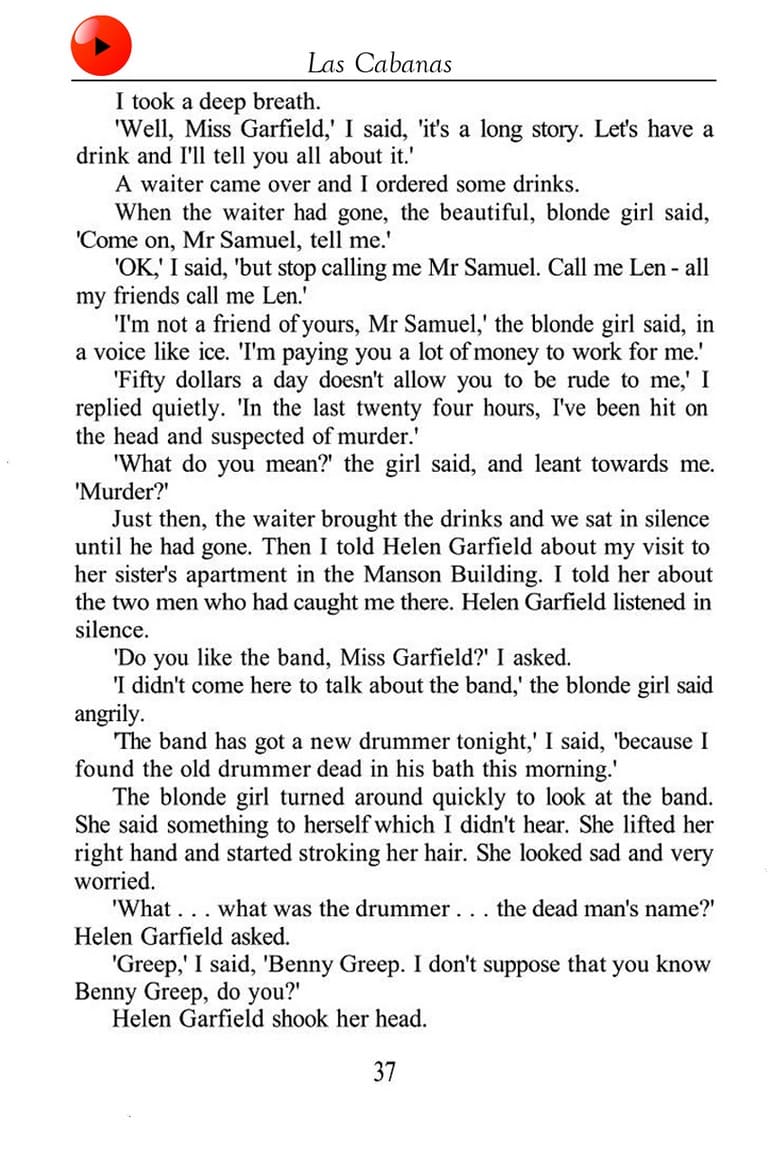 Las Cabanas
I took a deep breath.
'Well, Miss Garfield,' I said, 'it's a long story. Let's have a
drink and I'll tell you all about it.'
A waiter came over and I ordered some drinks.
When the waiter had gone, the beautiful, blonde girl said,
'Come on, Mr Samuel, tell me.'
'OK,' I said, 'but stop calling me Mr Samuel. Call me Len - all
my friends call me Len.'
'I'm not a friend of yours, Mr Samuel,' the blonde girl said, in
a voice like ice. 'I'm paying you a lot of money to work for me.'
'Fifty dollars a day doesn't allow you to be rude to me,' I
replied quietly. 'In the last twenty four hours, I've been hit on
the head and suspected of murder.'
'What do you mean?' the girl said, and leant towards me.
'Murder?'
Just then, the waiter brought the drinks and we sat in silence
until he had gone. Then I told Helen Garfield about my visit to
her sister's apartment in the Manson Building. I told her about
the two men who had caught me there. Helen Garfield listened in
silence.
'Do you like the band, Miss Garfield?' I asked.
'I didn't come here to talk about the band,' the blonde girl said
angrily.
'The band has got a new drummer tonight,' I said, 'because I
found the old drummer dead in his bath this morning.'
The blonde girl turned around quickly to look at the band.
She said something to herself which I didn't hear. She lifted her
right hand and started stroking her hair. She looked sad and very
worried.
'What . . . what was the drummer . . . the dead man's name?'
Helen Garfield asked.
'Greep,' I said, 'Benny Greep. I don't suppose that you know
Benny Greep, do you?'
Helen Garfield shook her head.
37